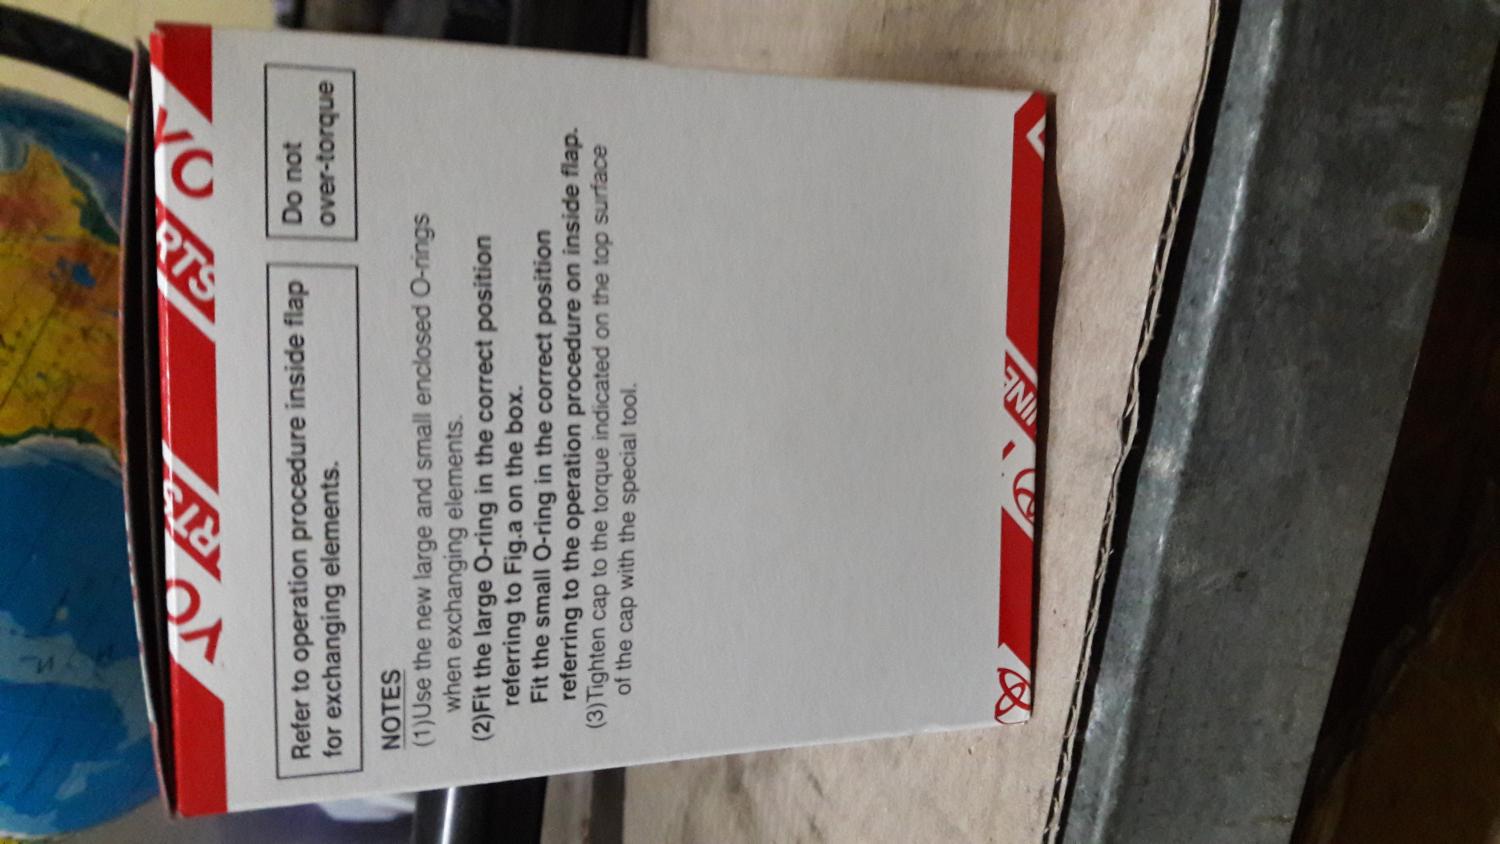 Refer to operation procedure inside flap
for exchanging elements.
Do not
over-torque
NOTES
(1)Use the new large and small enclosed O-rings
when exchanging elements.
(2)Fit the large O-ring in the correct position
referring to Fig.a on the box.
Fit the small O-ring in the correct position
referring to the operation procedure on inside flap.
(3)Tighten cap to the torque indicated on the top surface
of the cap with the special tool.